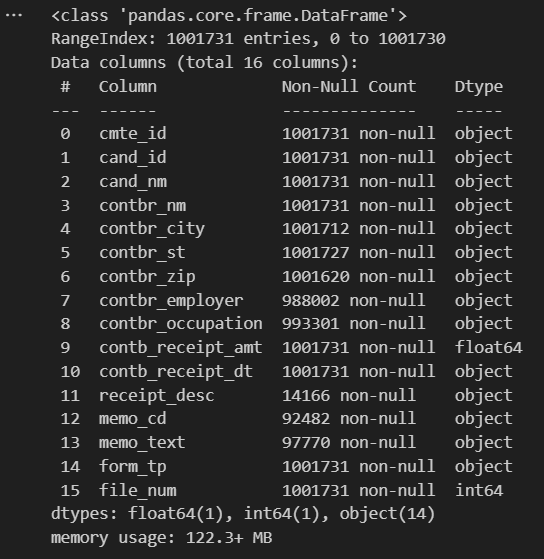 ... <class 'pandas.core.frame.DataFrame'>
RangeIndex: 1001731 entries, 0 to 1001730
Data columns (total 16 columns):
 #   Column             Non-Null Count    Dtype
---  ------             --------------    -----
 0   cmte_id            1001731 non-null  object
 1   cand_id            1001731 non-null  object
 2   cand_nm            1001731 non-null  object
 3   contbr_nm          1001731 non-null  object
 4   contbr_city        1001712 non-null  object
 5   contbr_st          1001727 non-null  object
 6   contbr_zip         1001620 non-null  object
 7   contbr_employer    988002 non-null   object
 8   contbr_occupation  993301 non-null   object
 9   contb_receipt_amt  1001731 non-null  float64
 10  contb_receipt_dt   1001731 non-null  object
 11  receipt_desc       14166 non-null    object
 12  memo_cd            92482 non-null    object
 13  memo_text          97770 non-null    object
 14  form_tp            1001731 non-null  object
 15  file_num           1001731 non-null  int64
dtypes: float64(1), int64(1), object(14)
memory usage: 122.3+ MB